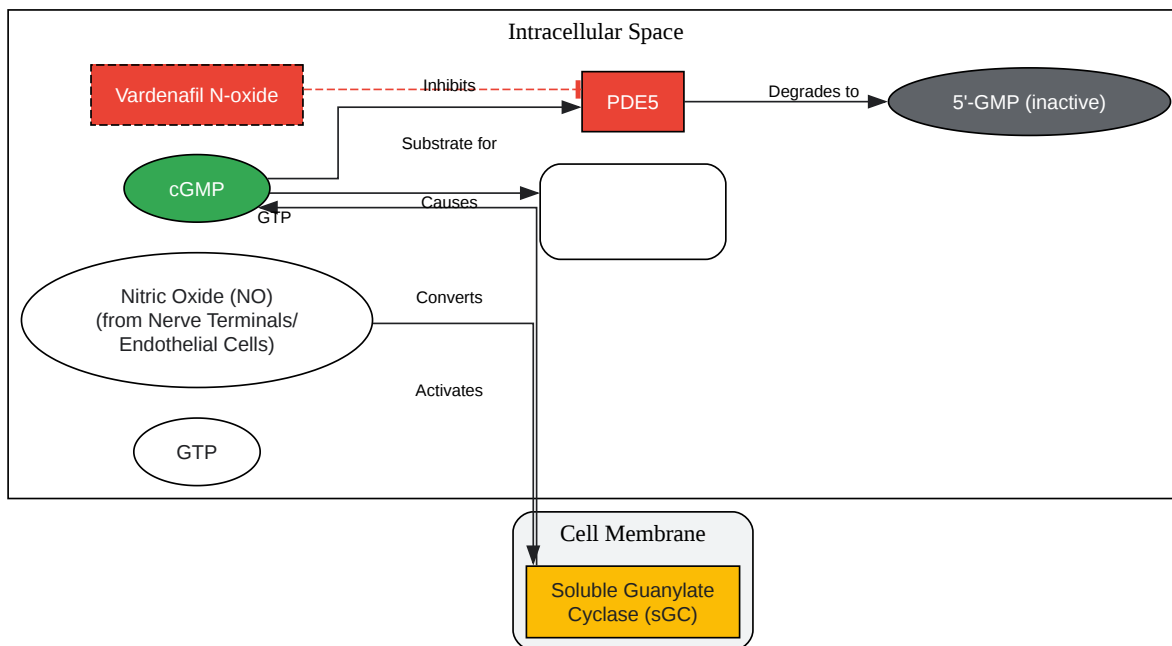 Intracellular Space
Vardenafil N-oxide
Inhibits
PDE5
Degrades to
5'-GMP (inactive)
Substrate for
cGMP
Causes
GTP
Nitric Oxide (NO)
(from Nerve Terminals/
Endothelial Cells)
Converts
Activates
GTP
Cell Membrane
Soluble Guanylate
Cyclase (sGC)